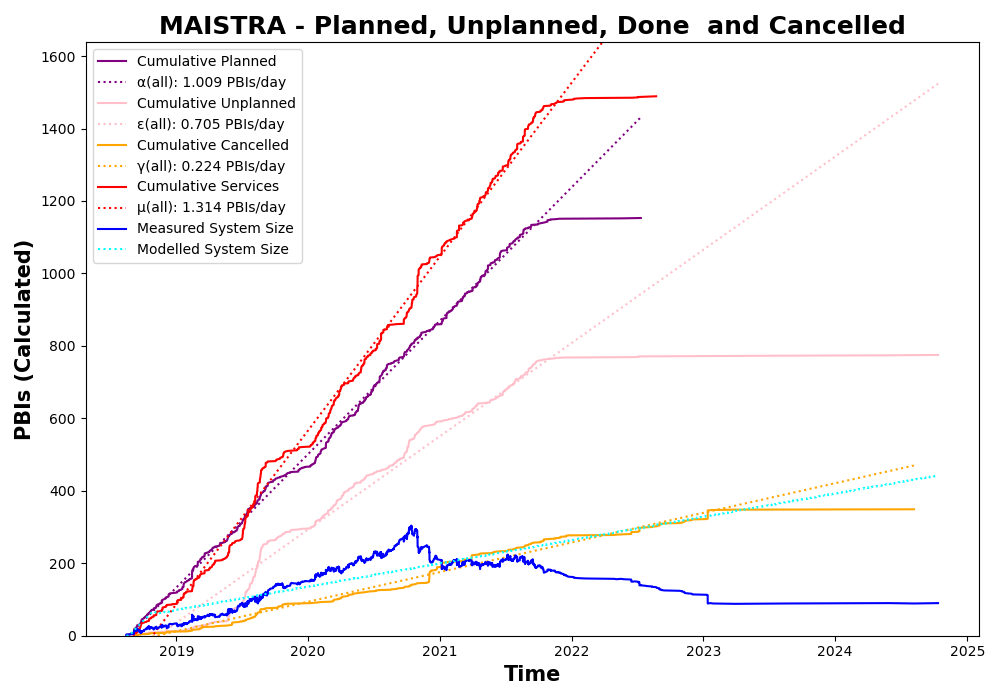 MAISTRA - Planned, Unplanned, Done  and Cancelled
PBIs (Calculated)
1600
1400
1200
1000
800
600
400
200
0
Cumulative Planned
α(all): 1.009 PBIs/day
Cumulative Unplanned
ε(all): 0.705 PBIs/day
Cumulative Cancelled
γ(all): 0.224 PBIs/day
Cumulative Services
μ(all): 1.314 PBIs/day
Measured System Size
Modelled System Size
2019 2020 2021 2022 2023 2024 2025
Time